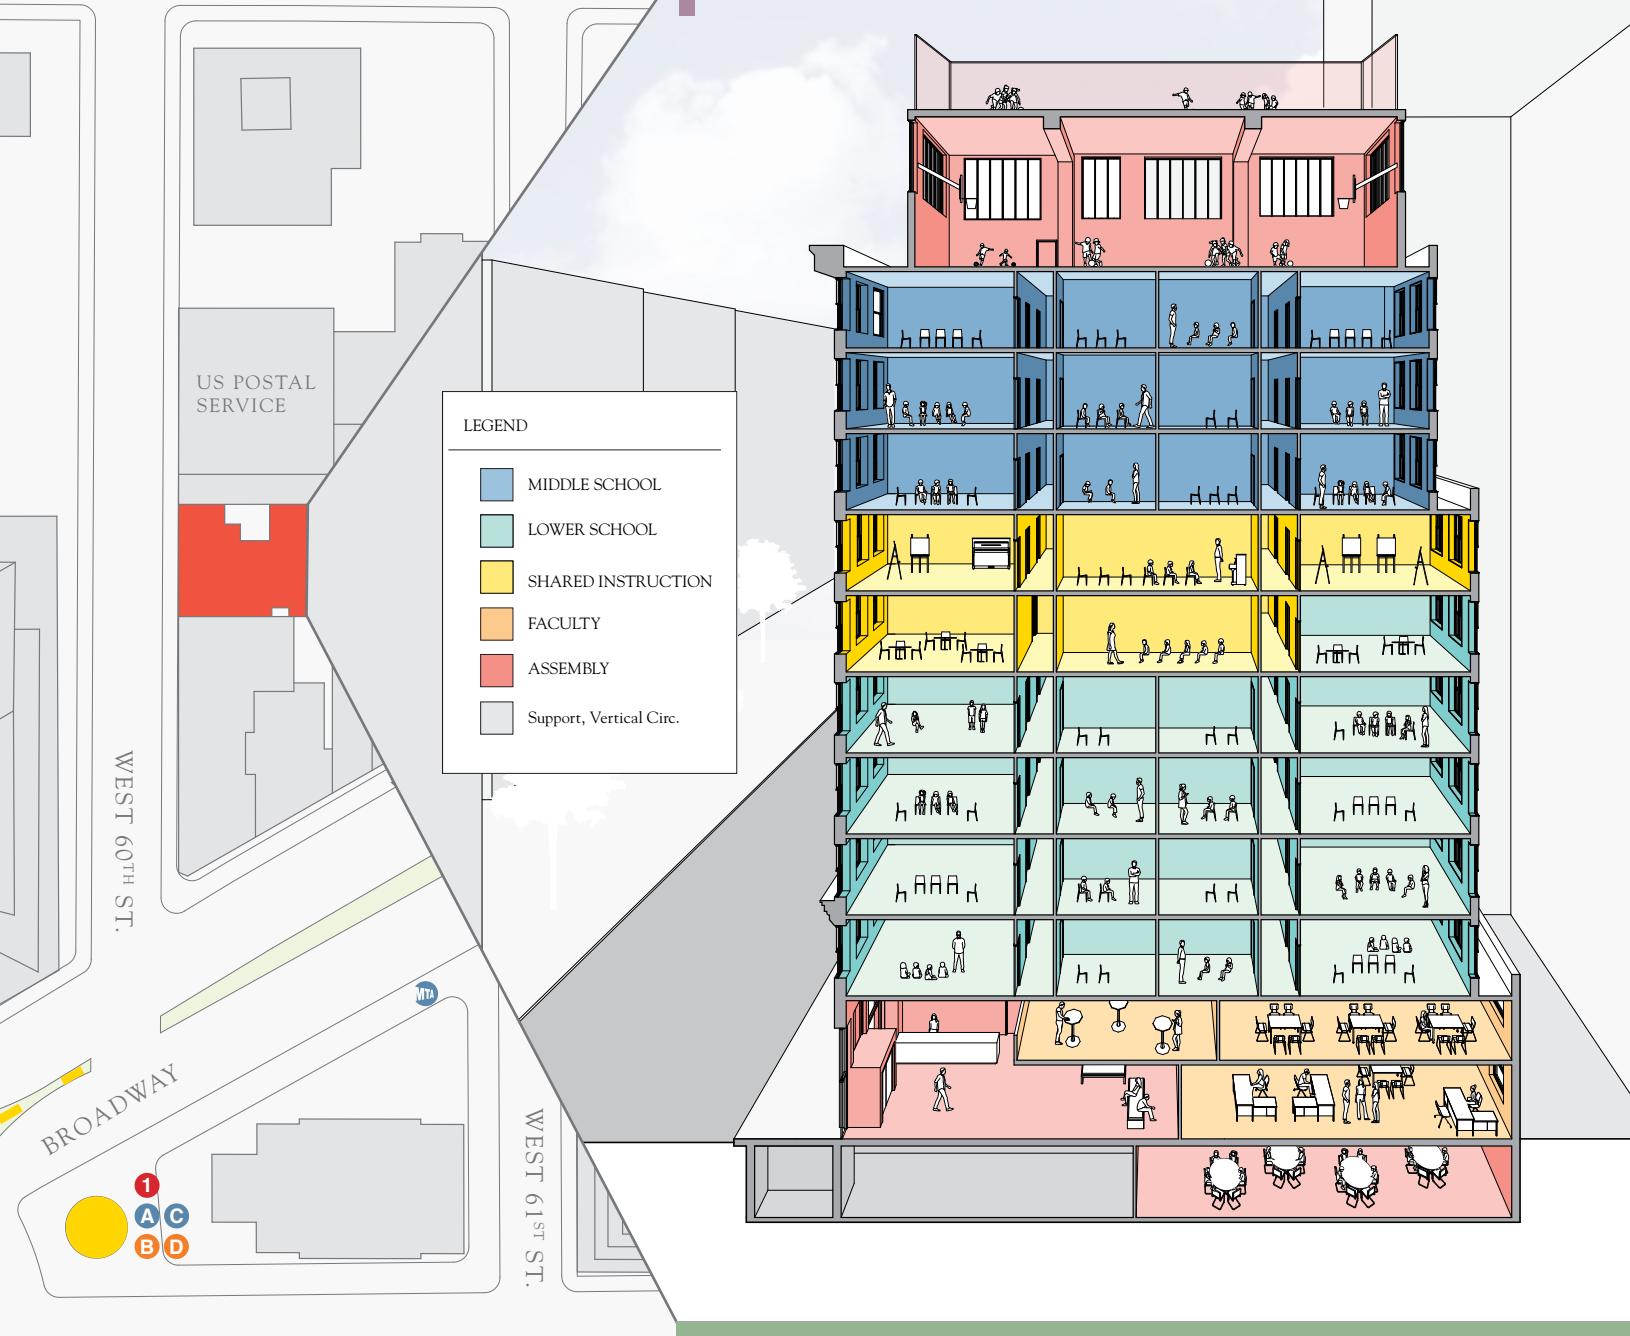 US POSTAL
SERVICE
LEGEND
MIDDLE SCHOOL
LOWER SCHOOL
SHARED INSTRUCTION
FACULTY
ASSEMBLY
Support, Vertical Circ.
WEST 60TH ST.
MTA
BROADWAY
WEST 61ST ST.
1
A C
B D